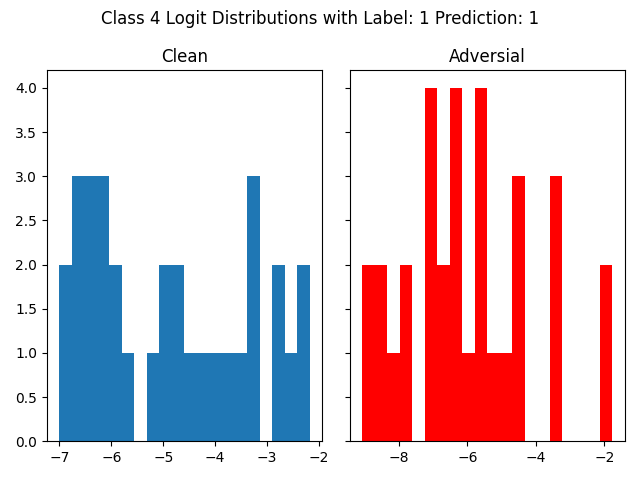 Class 4 Logit Distributions with Label: 1 Prediction: 1
Clean
Adversial
4.0
3.5
3.0
2.5
2.0
1.5
1.0
0.5
0.0
−7 −6 −5 −4 −3 −2
−8 −6 −4 −2